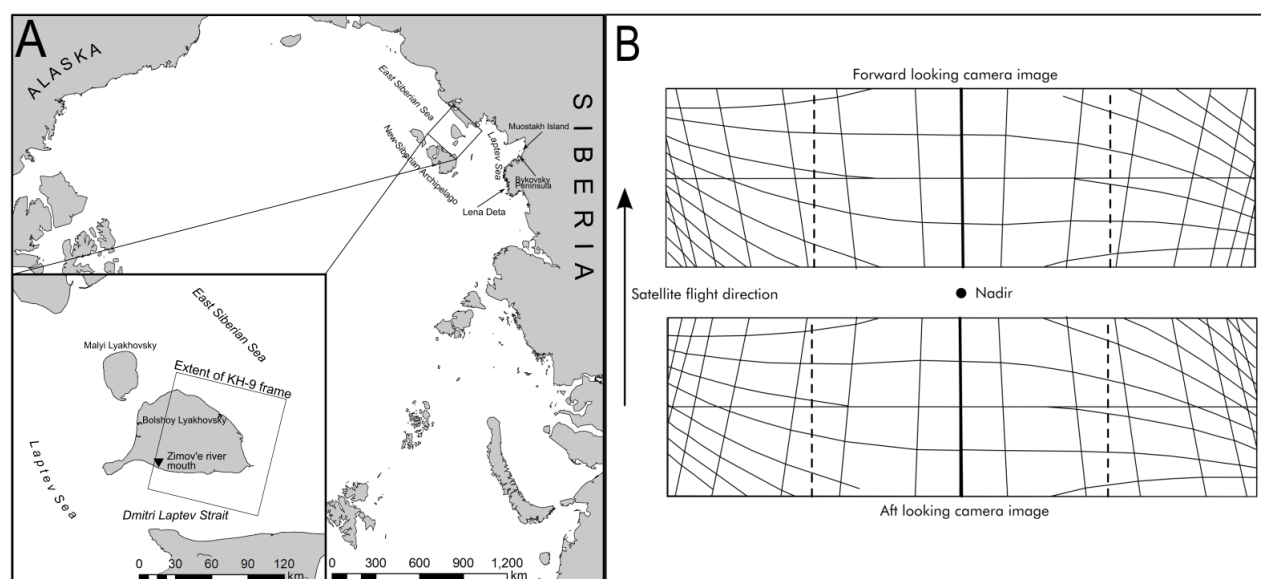 A
ALASKA
East Siberian Sea
New Siberian Archipelago
Laptev Sea
Muostakh Island
Bykovsky
Peninsula
Lena Deta
SIBERIA
East Siberian Sea
Malyi Lyakhovsky
Extent of KH-9 frame
Bolshoy Lyakhovsky
Zimov'e river
mouth
Laptev Sea
Dmitri Laptev Strait
0 30 60 90 120
km
0 300 600 900 1,200
km
B
Forward looking camera image
Satellite flight direction
Nadir
Aft looking camera image